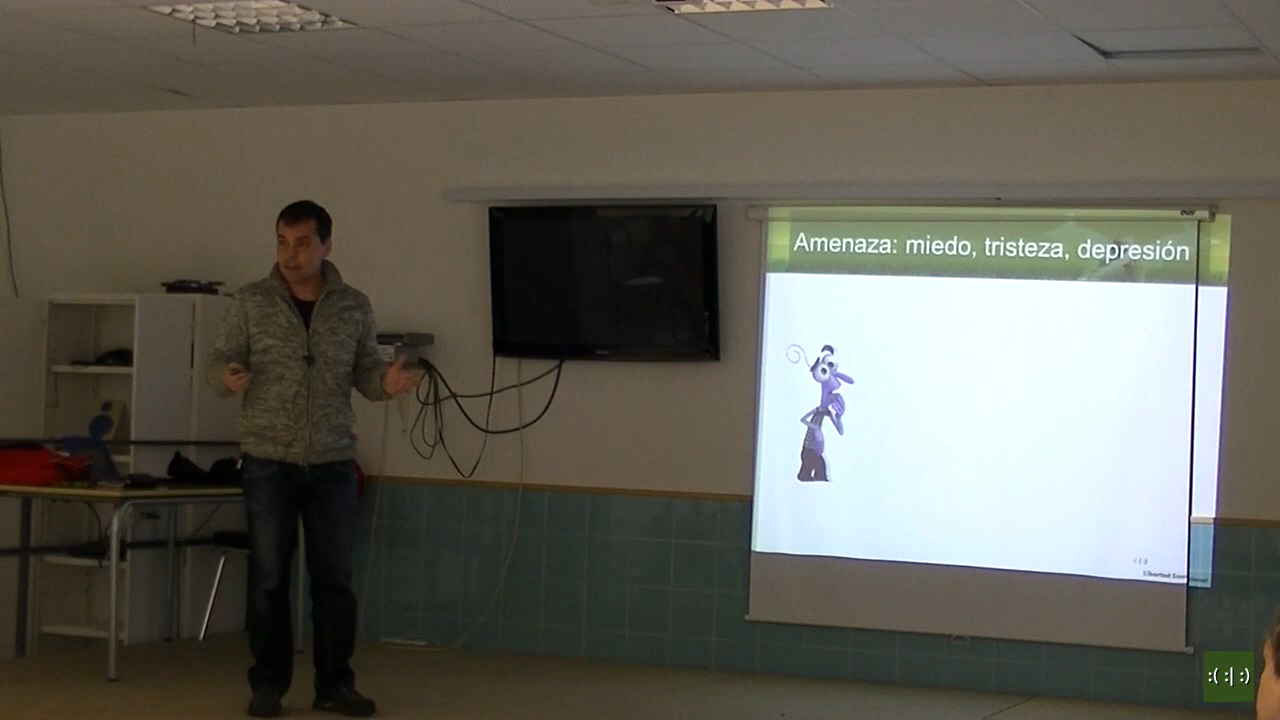 Amenaza: miedo, tristeza, depresión
:( :| :)